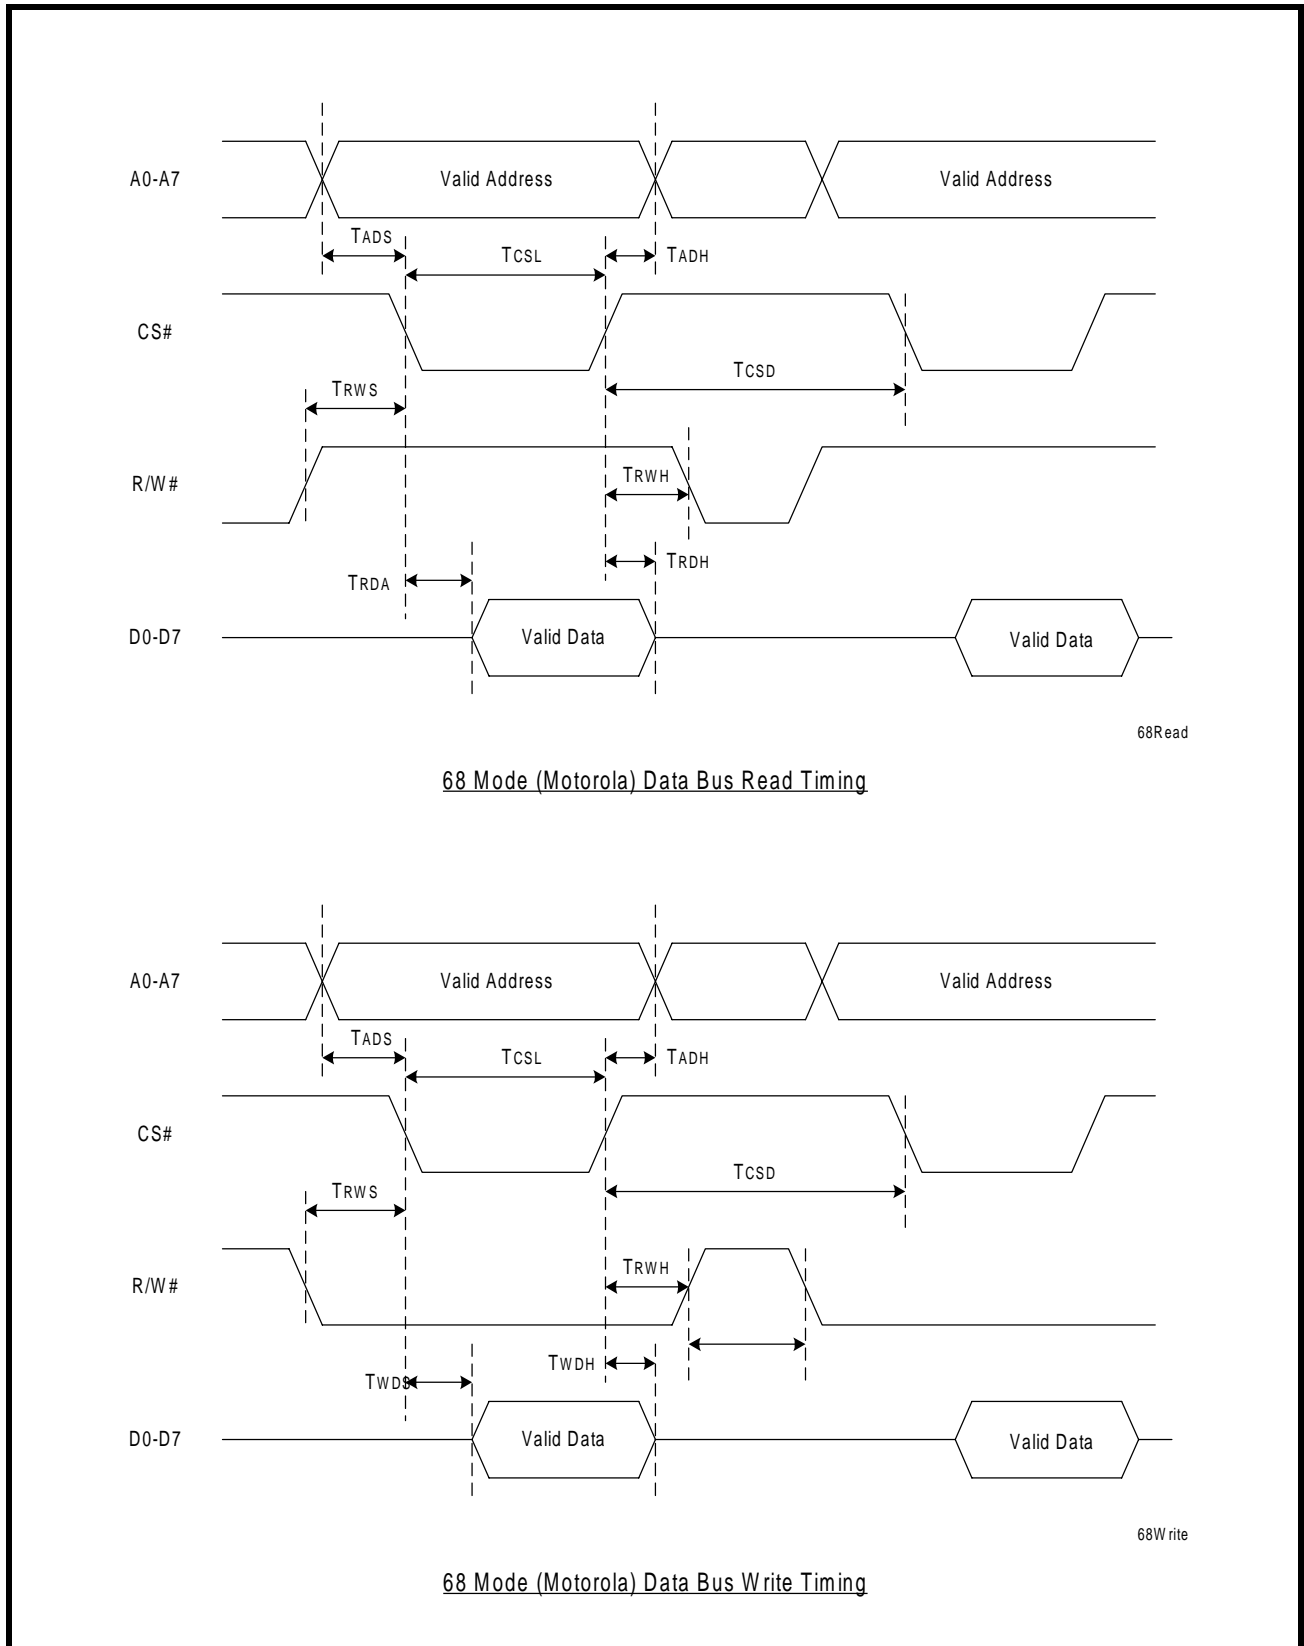 A0-A7
Valid Address
Valid Address
TADS
TCSL
TADH
CS#
TCSD
TRWS
R/W#
TRWH
TRDH
TRDA
D0-D7
Valid Data
Valid Data
68Read
68 Mode (Motorola) Data Bus Read Timing
A0-A7
Valid Address
Valid Address
TADS
TCSL
TADH
CS#
TCSD
TRWS
R/W#
TRWH
TWDH
TWDS
D0-D7
Valid Data
Valid Data
68Write
68 Mode (Motorola) Data Bus Write Timing